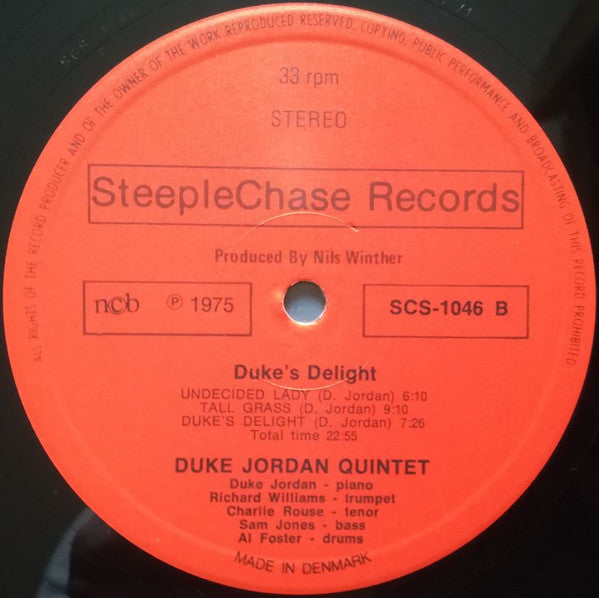 ALL RIGHTS OF THE RECORD PRODUCER AND OF THE OWNER OF THE WORK REPRODUCED RESERVED, COPYING, PUBLIC PERFORMANCE AND BROADCASTING OF THIS RECORD PROHIBITED
33 rpm
STEREO
SteepleChase Records
Produced By Nils Winther
ncb ℗ 1975 SCS-1046 B
Duke's Delight
UNDECIDED LADY (D. Jordan) 6:10
TALL GRASS (D. Jordan) 9:10
DUKE'S DELIGHT (D. Jordan) 7:26
Total time 22:55
DUKE JORDAN QUINTET
Duke Jordan - piano
Richard Williams - trumpet
Charlie Rouse - tenor
Sam Jones - bass
Al Foster - drums
MADE IN DENMARK